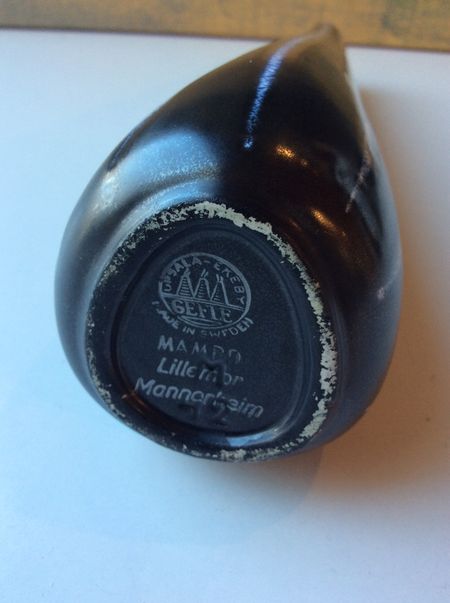 UPSALA-EKEBY
GEFLE
MADE IN SWEDEN
MAMBO
Lillemor
Mannerheim